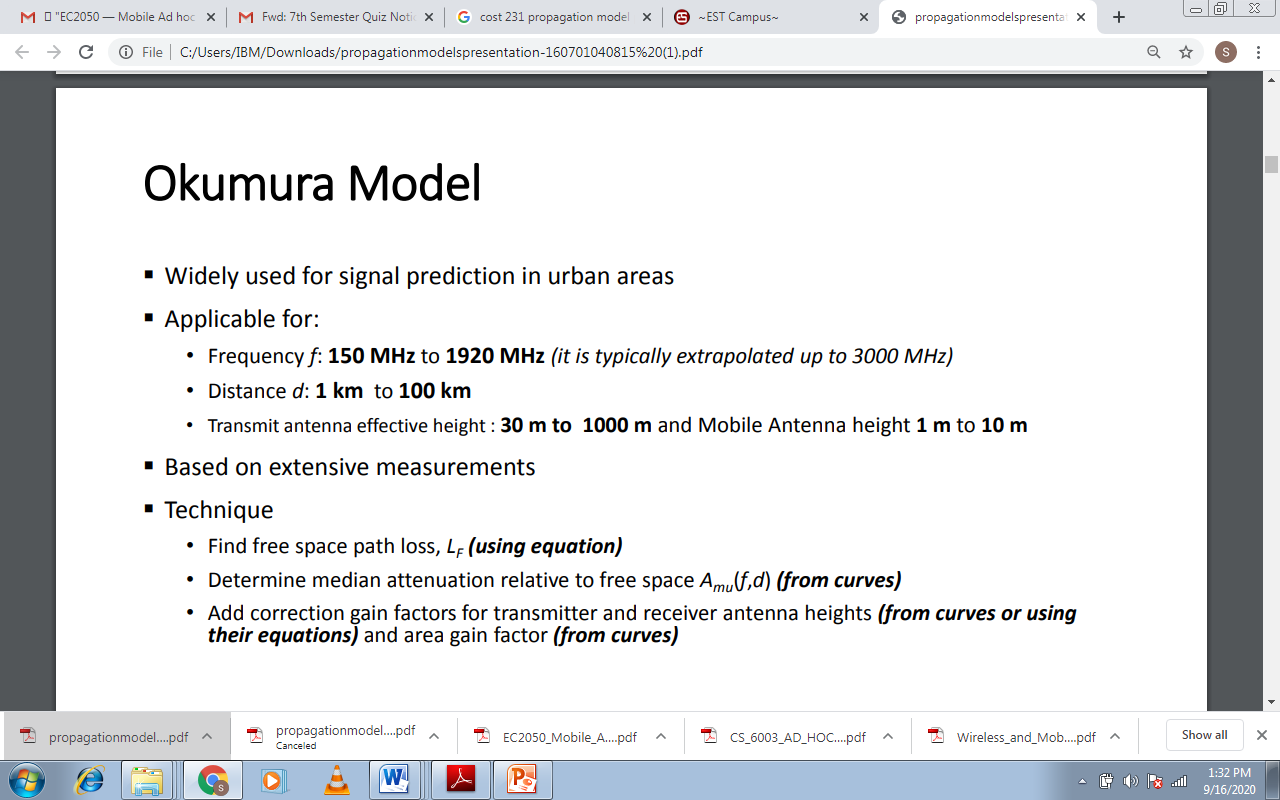 "EC2050 — Mobile Ad hoc
Fwd: 7th Semester Quiz Noti
cost 231 propagation model
~EST Campus~
propagationmodelspresenta
File
C:/Users/IBM/Downloads/propagationmodelspresentation-160701040815%20(1).pdf
S
Okumura Model
▪ Widely used for signal prediction in urban areas
▪ Applicable for:
• Frequency f: 150 MHz to 1920 MHz (it is typically extrapolated up to 3000 MHz)
• Distance d: 1 km to 100 km
• Transmit antenna effective height : 30 m to 1000 m and Mobile Antenna height 1 m to 10 m
▪ Based on extensive measurements
▪ Technique
• Find free space path loss, LF (using equation)
• Determine median attenuation relative to free space Amu(f,d) (from curves)
• Add correction gain factors for transmitter and receiver antenna heights (from curves or using
their equations) and area gain factor (from curves)
propagationmodel....pdf
propagationmodel....pdf
Canceled
EC2050_Mobile_A....pdf
CS_6003_AD_HOC....pdf
Wireless_and_Mob....pdf
Show all
1:32 PM
9/16/2020